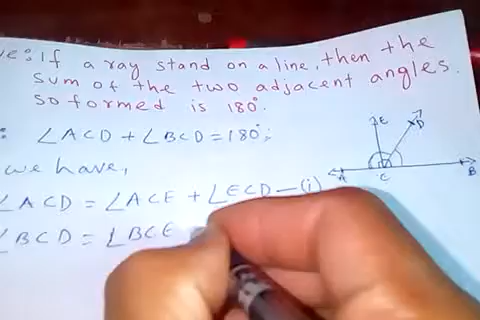 ve: If a ray stand on a line, then the
sum of the two adjacent angles
so formed is 180°.
: ∠ACD + ∠BCD = 180°;
we have,
∠ACD = ∠ACE + ∠ECD — (i)
∠BCD = ∠BCE
E
D
A
C
B